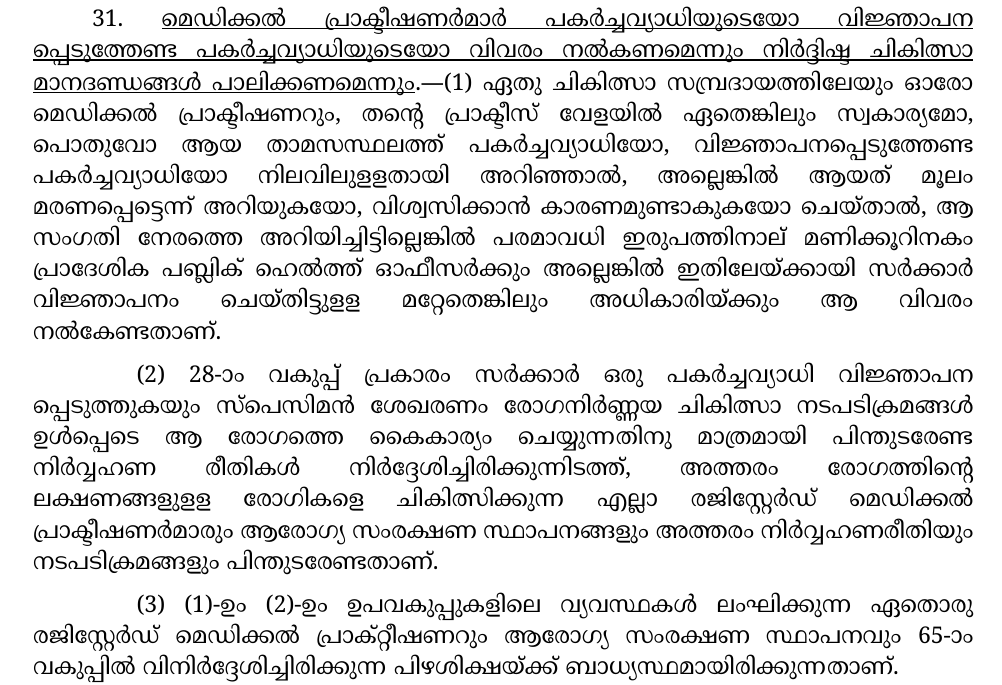 31. മെഡിക്കൽ പ്രാക്ടീഷണർമാർ പകർച്ചവ്യാധിയുടെയോ വിജ്ഞാപന
പ്പെടുത്തേണ്ട പകർച്ചവ്യാധിയുടെയോ വിവരം നൽകണമെന്നും നിർദ്ദിഷ്ട ചികിത്സാ
മാനദണ്ഡങ്ങൾ പാലിക്കണമെന്നും.—(1) ഏതു ചികിത്സാ സമ്പ്രദായത്തിലേയും ഓരോ
മെഡിക്കൽ പ്രാക്ടീഷണറും, തന്റെ പ്രാക്ടീസ് വേളയിൽ ഏതെങ്കിലും സ്വകാര്യമോ,
പൊതുവോ ആയ താമസസ്ഥലത്ത് പകർച്ചവ്യാധിയോ, വിജ്ഞാപനപ്പെടുത്തേണ്ട
പകർച്ചവ്യാധിയോ നിലവിലുളളതായി അറിഞ്ഞാൽ, അല്ലെങ്കിൽ ആയത് മൂലം
മരണപ്പെട്ടെന്ന് അറിയുകയോ, വിശ്വസിക്കാൻ കാരണമുണ്ടാകുകയോ ചെയ്താൽ, ആ
സംഗതി നേരത്തെ അറിയിച്ചിട്ടില്ലെങ്കിൽ പരമാവധി ഇരുപത്തിനാല് മണിക്കൂറിനകം
പ്രാദേശിക പബ്ലിക് ഹെൽത്ത് ഓഫീസർക്കും അല്ലെങ്കിൽ ഇതിലേയ്ക്കായി സർക്കാർ
വിജ്ഞാപനം ചെയ്തിട്ടുളള മറ്റേതെങ്കിലും അധികാരിയ്ക്കും ആ വിവരം
നൽകേണ്ടതാണ്.
(2) 28-ാം വകുപ്പ് പ്രകാരം സർക്കാർ ഒരു പകർച്ചവ്യാധി വിജ്ഞാപന
പ്പെടുത്തുകയും സ്പെസിമൻ ശേഖരണം രോഗനിർണ്ണയ ചികിത്സാ നടപടിക്രമങ്ങൾ
ഉൾപ്പെടെ ആ രോഗത്തെ കൈകാര്യം ചെയ്യുന്നതിനു മാത്രമായി പിന്തുടരേണ്ട
നിർവ്വഹണ രീതികൾ നിർദ്ദേശിച്ചിരിക്കുന്നിടത്ത്, അത്തരം രോഗത്തിന്റെ
ലക്ഷണങ്ങളുളള രോഗികളെ ചികിത്സിക്കുന്ന എല്ലാ രജിസ്റ്റേർഡ് മെഡിക്കൽ
പ്രാക്ടീഷണർമാരും ആരോഗ്യ സംരക്ഷണ സ്ഥാപനങ്ങളും അത്തരം നിർവ്വഹണരീതിയും
നടപടിക്രമങ്ങളും പിന്തുടരേണ്ടതാണ്.
(3) (1)-ഉം (2)-ഉം ഉപവകുപ്പുകളിലെ വ്യവസ്ഥകൾ ലംഘിക്കുന്ന ഏതൊരു
രജിസ്റ്റേർഡ് മെഡിക്കൽ പ്രാക്റ്റീഷണറും ആരോഗ്യ സംരക്ഷണ സ്ഥാപനവും 65-ാം
വകുപ്പിൽ വിനിർദ്ദേശിച്ചിരിക്കുന്ന പിഴശിക്ഷയ്ക്ക് ബാധ്യസ്ഥമായിരിക്കുന്നതാണ്.